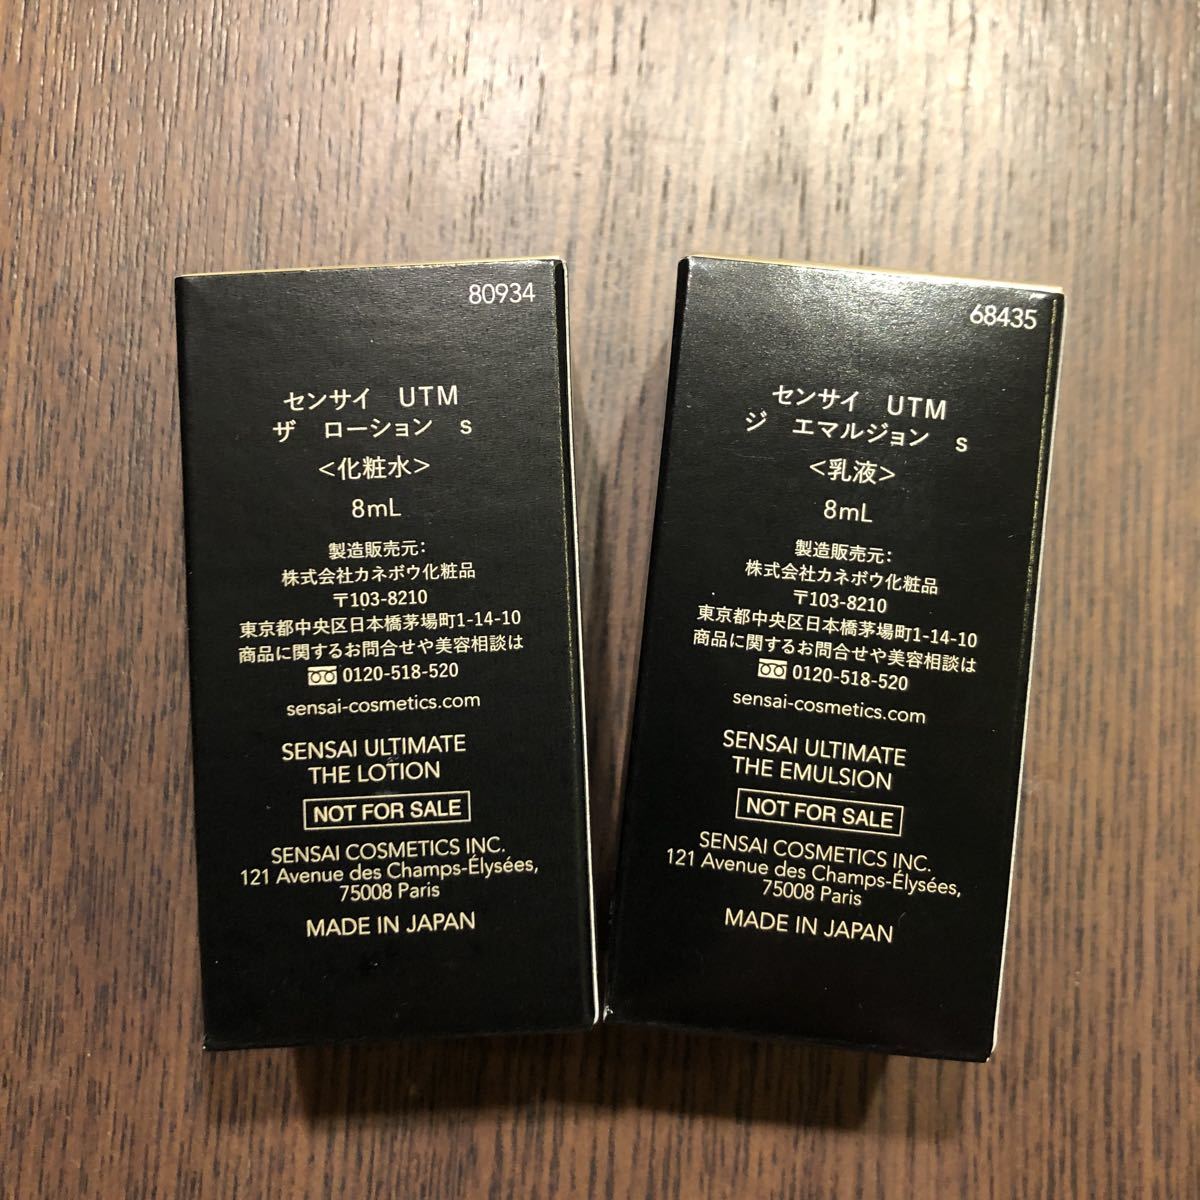 80934
センサイ UTM
ザ ローション s
<化粧水>
8mL
製造販売元:
株式会社カネボウ化粧品
〒103-8210
東京都中央区日本橋茅場町1-14-10
商品に関するお問合せや美容相談は
0120-518-520
sensai-cosmetics.com
SENSAI ULTIMATE
THE LOTION
NOT FOR SALE
SENSAI COSMETICS INC.
121 Avenue des Champs-Élysées,
75008 Paris
MADE IN JAPAN
68435
センサイ UTM
ジ エマルジョン s
<乳液>
8mL
製造販売元:
株式会社カネボウ化粧品
〒103-8210
東京都中央区日本橋茅場町1-14-10
商品に関するお問合せや美容相談は
0120-518-520
sensai-cosmetics.com
SENSAI ULTIMATE
THE EMULSION
NOT FOR SALE
SENSAI COSMETICS INC.
121 Avenue des Champs-Élysées,
75008 Paris
MADE IN JAPAN